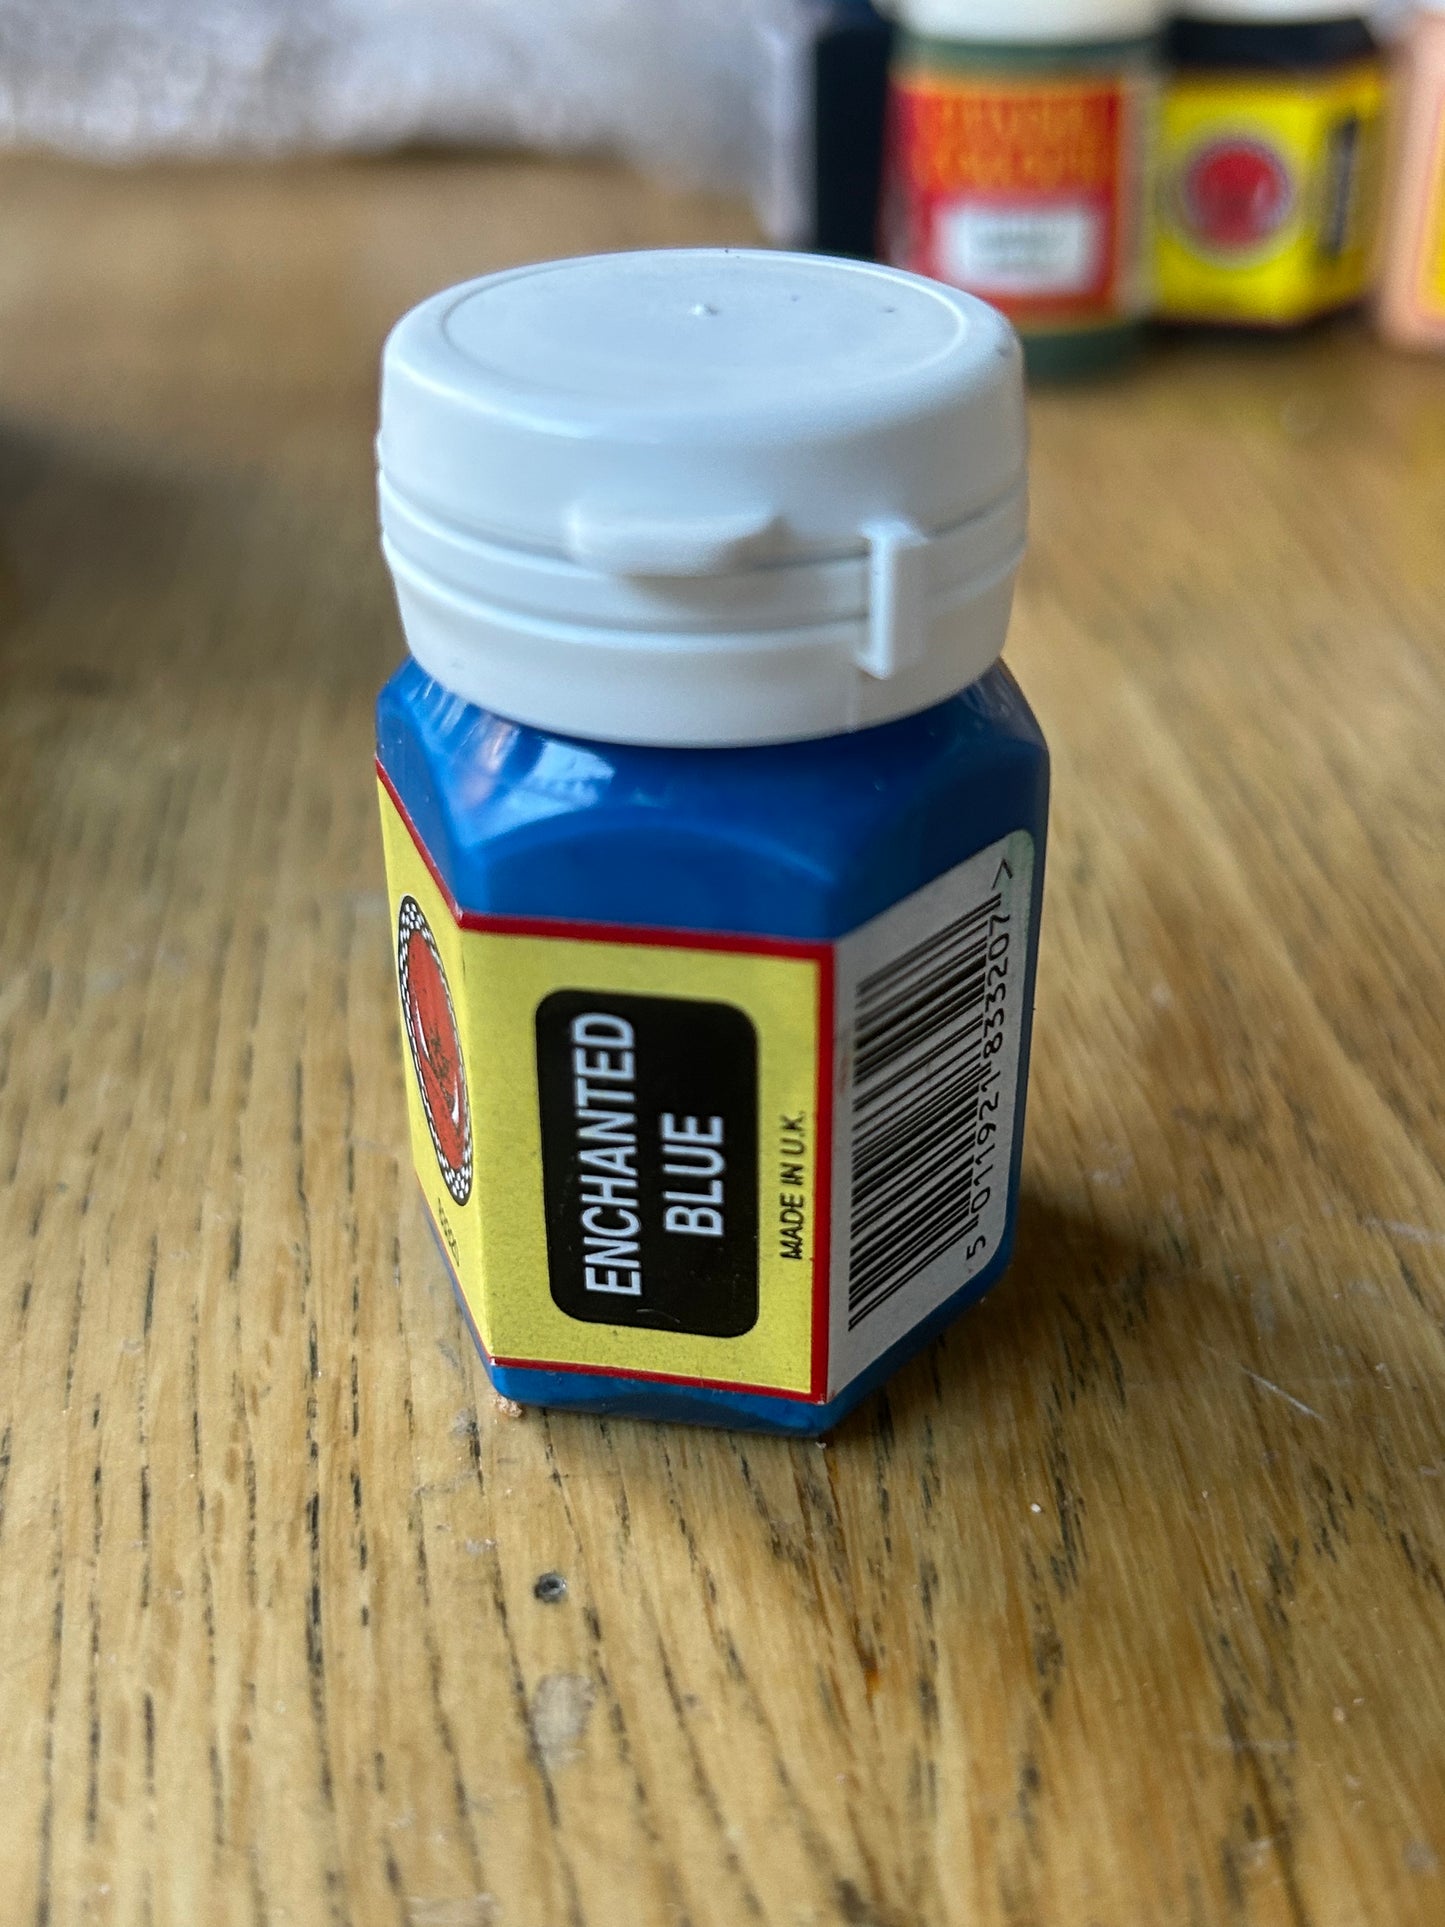 ENCHANTED
BLUE
MADE IN U.K.
5 011921 833207 >